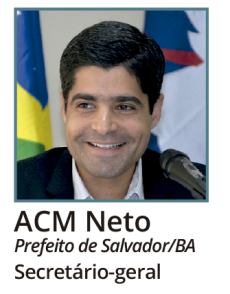 ACM Neto
Prefeito de Salvador/BA
Secretário-geral